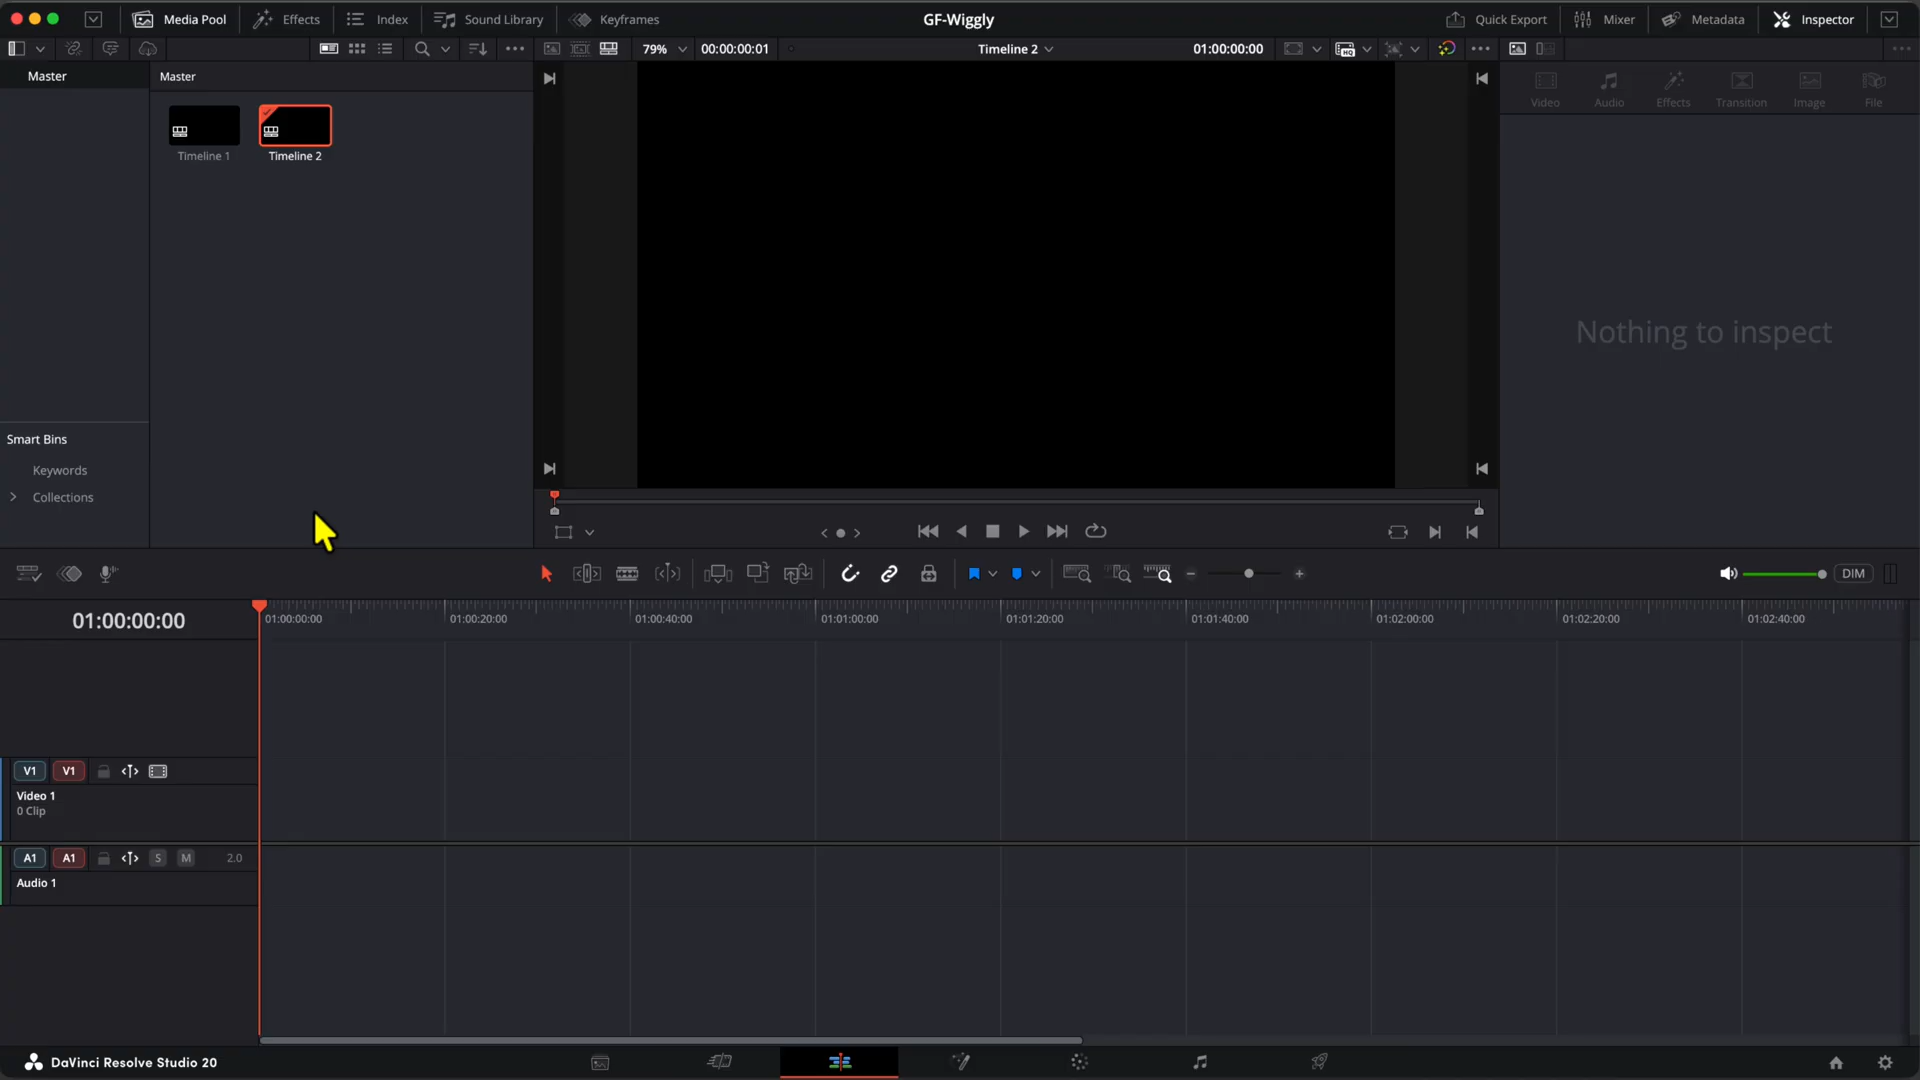 Media Pool
Effects
Index
Sound Library
Keyframes
GF-Wiggly
Quick Export
Mixer
Metadata
Inspector
79%
00:00:00:01
Timeline 2
01:00:00:00
HQ
Master
Master
Timeline 1
Timeline 2
Video
Audio
Effects
Transition
Image
File
Nothing to inspect
Smart Bins
Keywords
Collections
DIM
01:00:00:00
01:00:00:00
01:00:20:00
01:00:40:00
01:01:00:00
01:01:20:00
01:01:40:00
01:02:00:00
01:02:20:00
01:02:40:00
V1
V1
Video 1
0 Clip
A1
A1
S
M
2.0
Audio 1
DaVinci Resolve Studio 20